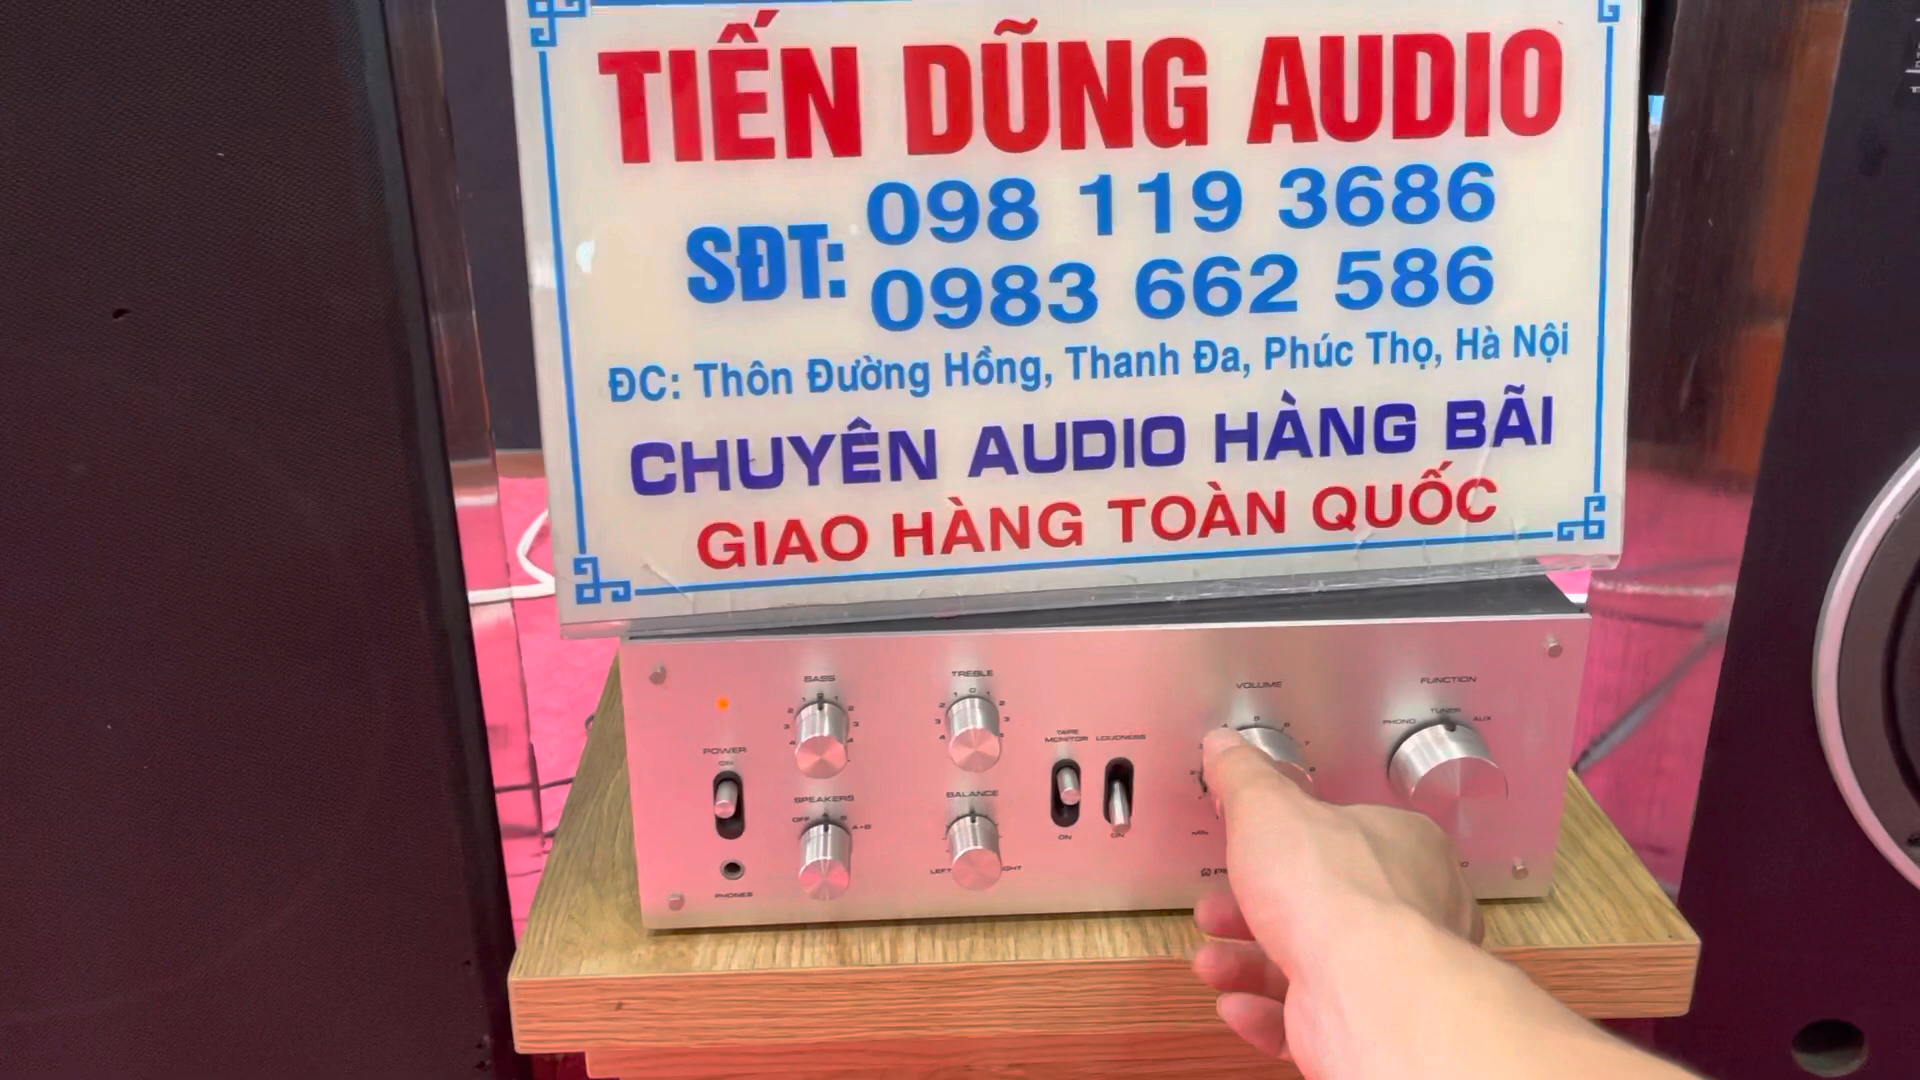 TIẾN DŨNG AUDIO
SĐT: 098 119 3686
0983 662 586
ĐC: Thôn Đường Hồng, Thanh Đa, Phúc Thọ, Hà Nội
CHUYÊN AUDIO HÀNG BÃI
GIAO HÀNG TOÀN QUỐC
BASS
TREBLE
VOLUME
FUNCTION
PHONO TUNER AUX
POWER
ON
TAPE MONITOR
LOUDNESS
SPEAKERS
OFF A B A+B
BALANCE
LEFT
ON
ON
MIN
PHONES